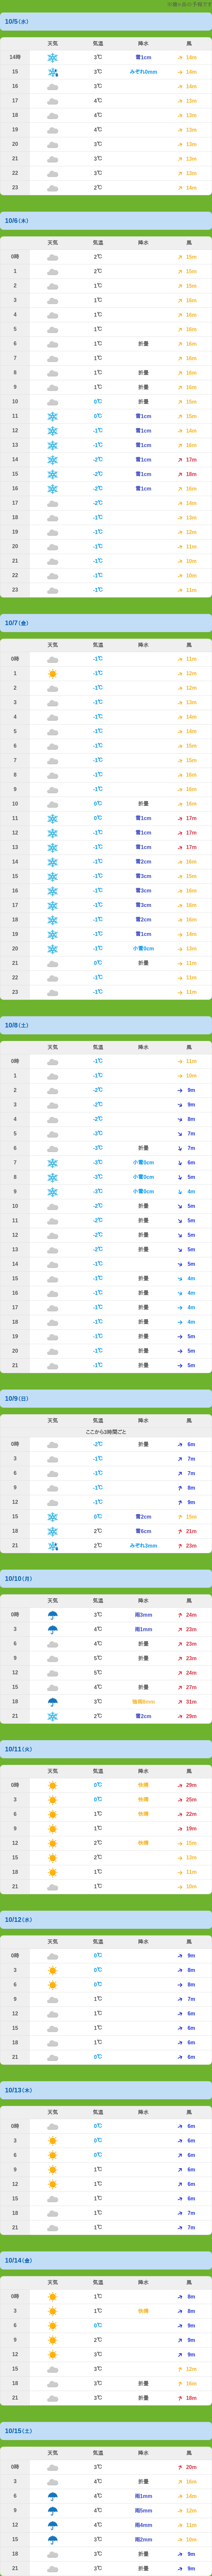 10/5(水)
天気 気温 降水 風
14時 3℃ 雪1cm 14m
15 3℃ みぞれ0mm 14m
16 3℃ 14m
17 4℃ 13m
18 4℃ 13m
19 4℃ 13m
20 3℃ 13m
21 3℃ 13m
22 3℃ 13m
23 2℃ 14m
10/6(木)
天気 気温 降水 風
0時 2℃ 15m
1 2℃ 15m
2 1℃ 15m
3 1℃ 16m
4 1℃ 16m
5 1℃ 16m
6 1℃ 折曇 16m
7 1℃ 16m
8 1℃ 折曇 16m
9 1℃ 折曇 16m
10 0℃ 折曇 15m
11 0℃ 雪1cm 15m
12 -1℃ 雪1cm 14m
13 -1℃ 雪1cm 16m
14 -2℃ 雪1cm 17m
15 -2℃ 雪1cm 18m
16 -2℃ 雪1cm 16m
17 -2℃ 14m
18 -1℃ 13m
19 -1℃ 12m
20 -1℃ 11m
21 -1℃ 10m
22 -1℃ 10m
23 -1℃ 11m
10/7(金)
天気 気温 降水 風
0時 -1℃ 11m
1 -1℃ 12m
2 -1℃ 12m
3 -1℃ 13m
4 -1℃ 14m
5 -1℃ 14m
6 -1℃ 15m
7 -1℃ 15m
8 -1℃ 16m
9 -1℃ 16m
10 0℃ 折曇 16m
11 0℃ 雪1cm 17m
12 -1℃ 雪1cm 17m
13 -1℃ 雪1cm 17m
14 -1℃ 雪2cm 16m
15 -1℃ 雪3cm 15m
16 -1℃ 雪3cm 16m
17 -1℃ 雪3cm 16m
18 -1℃ 雪2cm 16m
19 -1℃ 雪1cm 14m
20 -1℃ 小雪0cm 13m
21 0℃ 折曇 11m
22 -1℃ 11m
23 -1℃ 11m
10/8(土)
天気 気温 降水 風
0時 -1℃ 11m
1 -1℃ 10m
2 -2℃ 9m
3 -2℃ 9m
4 -2℃ 8m
5 -3℃ 7m
6 -3℃ 折曇 7m
7 -3℃ 小雪0cm 6m
8 -3℃ 小雪0cm 5m
9 -3℃ 小雪0cm 4m
10 -2℃ 折曇 5m
11 -2℃ 折曇 5m
12 -2℃ 折曇 5m
13 -2℃ 折曇 5m
14 -1℃ 5m
15 -1℃ 折曇 4m
16 -1℃ 折曇 4m
17 -1℃ 折曇 4m
18 -1℃ 折曇 4m
19 -1℃ 折曇 5m
20 -1℃ 折曇 5m
21 -1℃ 折曇 5m
10/9(日)
天気 気温 降水 風
ここから3時間ごと
0時 -2℃ 折曇 6m
3 -1℃ 7m
6 -1℃ 7m
9 -1℃ 8m
12 -1℃ 9m
15 0℃ 雪2cm 15m
18 2℃ 雪6cm 21m
21 2℃ みぞれ3mm 23m
10/10(月)
天気 気温 降水 風
0時 3℃ 雨3mm 24m
3 4℃ 雨1mm 23m
6 4℃ 折曇 23m
9 5℃ 折曇 23m
12 5℃ 24m
15 4℃ 折曇 27m
18 3℃ 強雨8mm 31m
21 2℃ 雪2cm 29m
10/11(火)
天気 気温 降水 風
0時 0℃ 快晴 29m
3 0℃ 快晴 25m
6 1℃ 快晴 22m
9 1℃ 19m
12 2℃ 快晴 15m
15 2℃ 13m
18 1℃ 11m
21 1℃ 10m
10/12(水)
天気 気温 降水 風
0時 0℃ 9m
3 0℃ 8m
6 0℃ 8m
9 1℃ 7m
12 1℃ 6m
15 1℃ 6m
18 1℃ 6m
21 0℃ 6m
10/13(木)
天気 気温 降水 風
0時 0℃ 6m
3 0℃ 6m
6 0℃ 6m
9 1℃ 6m
12 1℃ 6m
15 1℃ 6m
18 1℃ 7m
21 1℃ 7m
10/14(金)
天気 気温 降水 風
0時 1℃ 8m
3 1℃ 快晴 8m
6 0℃ 9m
9 2℃ 9m
12 3℃ 9m
15 3℃ 12m
18 3℃ 折曇 16m
21 3℃ 折曇 18m
10/15(土)
天気 気温 降水 風
0時 3℃ 20m
3 4℃ 折曇 16m
6 4℃ 雨1mm 14m
9 4℃ 雨5mm 12m
12 4℃ 雨4mm 11m
15 3℃ 雨2mm 10m
18 3℃ 折曇 9m
21 3℃ 折曇 9m